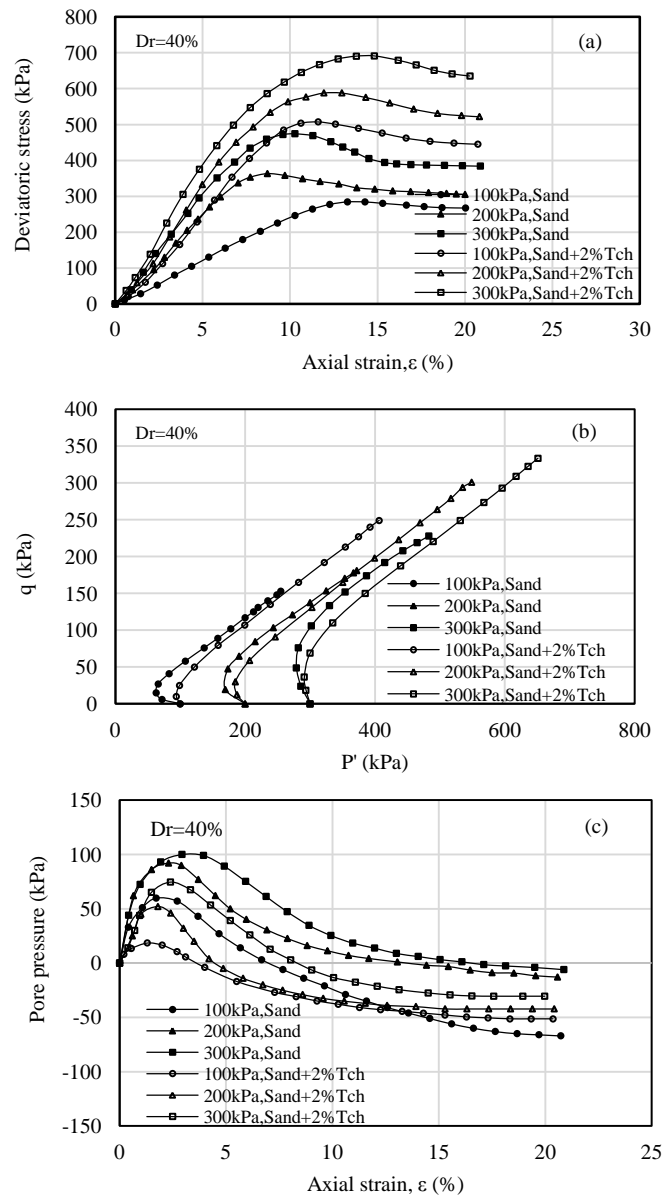 800
700
600
500
400
300
200
100
0
Deviatoric stress (kPa)
Dr=40%
(a)
100kPa,Sand
200kPa,Sand
300kPa,Sand
100kPa,Sand+2%Tch
200kPa,Sand+2%Tch
300kPa,Sand+2%Tch
0 5 10 15 20 25 30
Axial strain,ε (%)
400
350
300
250
200
150
100
50
0
q (kPa)
Dr=40%
(b)
100kPa,Sand
200kPa,Sand
300kPa,Sand
100kPa,Sand+2%Tch
200kPa,Sand+2%Tch
300kPa,Sand+2%Tch
0 200 400 600 800
P' (kPa)
150
100
50
0
-50
-100
-150
Pore pressure (kPa)
Dr=40%
(c)
100kPa,Sand
200kPa,Sand
300kPa,Sand
100kPa,Sand+2%Tch
200kPa,Sand+2%Tch
300kPa,Sand+2%Tch
0 5 10 15 20 25
Axial strain, ε (%)